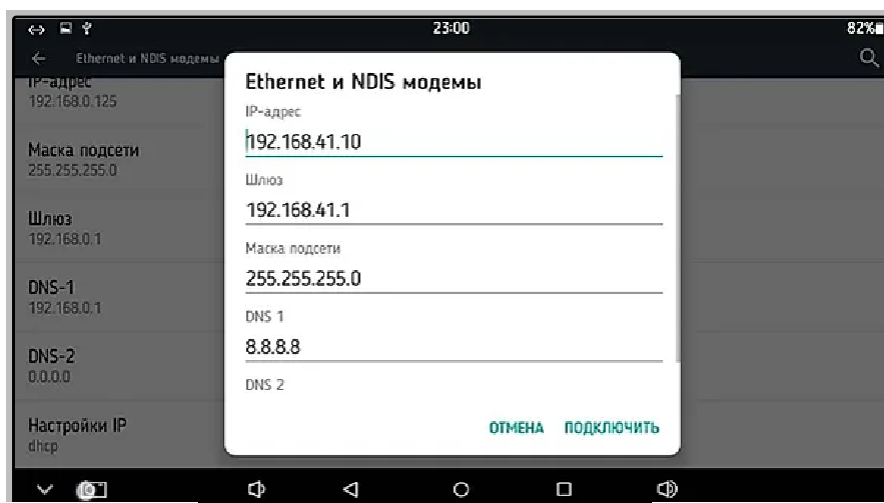 23:00
82%
Ethernet и NDIS модемы
IP-адрес
192.168.0.125
Маска подсети
255.255.255.0
Шлюз
192.168.0.1
DNS-1
192.168.0.1
DNS-2
0.0.0.0
Настройки IP
dhcp
Ethernet и NDIS модемы
IP-адрес
192.168.41.10
Шлюз
192.168.41.1
Маска подсети
255.255.255.0
DNS 1
8.8.8.8
DNS 2
ОТМЕНА ПОДКЛЮЧИТЬ